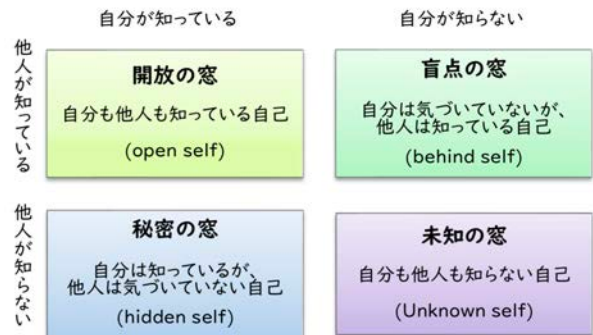 自分が知っている
自分が知らない
他人が知っている
開放の窓
自分も他人も知っている自己
(open self)
盲点の窓
自分は気づいていないが、
他人は知っている自己
(behind self)
他人が知らない
秘密の窓
自分は知っているが、
他人は気づいていない自己
(hidden self)
未知の窓
自分も他人も知らない自己
(Unknown self)